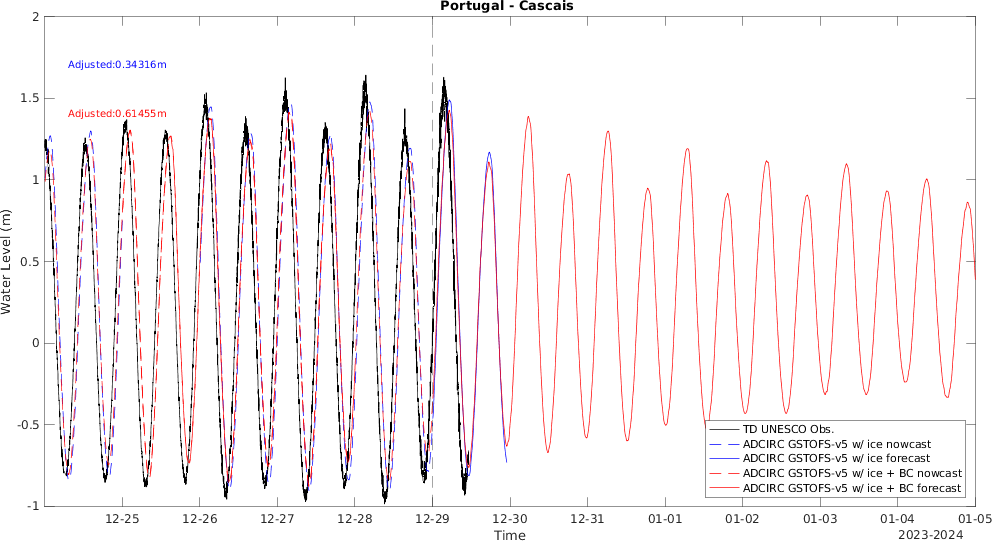 Portugal - Cascais
2
Adjusted:0.34316m
1.5
Adjusted:0.61455m
1
Water Level (m)
0.5
0
-0.5
-1
TD UNESCO Obs.
ADCIRC GSTOFS-v5 w/ ice nowcast
ADCIRC GSTOFS-v5 w/ ice forecast
ADCIRC GSTOFS-v5 w/ ice + BC nowcast
ADCIRC GSTOFS-v5 w/ ice + BC forecast
12-25 12-26 12-27 12-28 12-29 12-30 12-31 01-01 01-02 01-03 01-04 01-05
Time
2023-2024